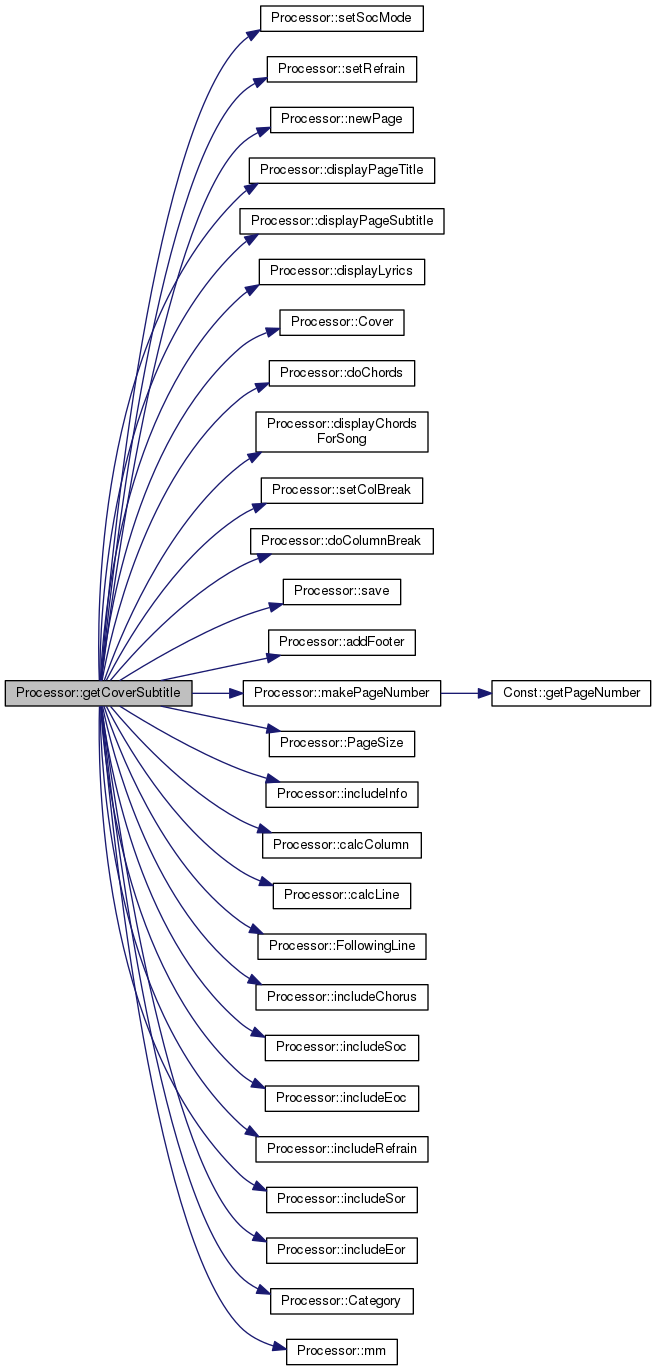 Processor::setSocMode
Processor::setRefrain
Processor::newPage
Processor::displayPageTitle
Processor::displayPageSubtitle
Processor::displayLyrics
Processor::Cover
Processor::doChords
Processor::displayChords
ForSong
Processor::setColBreak
Processor::doColumnBreak
Processor::save
Processor::addFooter
Processor::getCoverSubtitle
Processor::makePageNumber
Const::getPageNumber
Processor::PageSize
Processor::includeInfo
Processor::calcColumn
Processor::calcLine
Processor::FollowingLine
Processor::includeChorus
Processor::includeSoc
Processor::includeEoc
Processor::includeRefrain
Processor::includeSor
Processor::includeEor
Processor::Category
Processor::mm